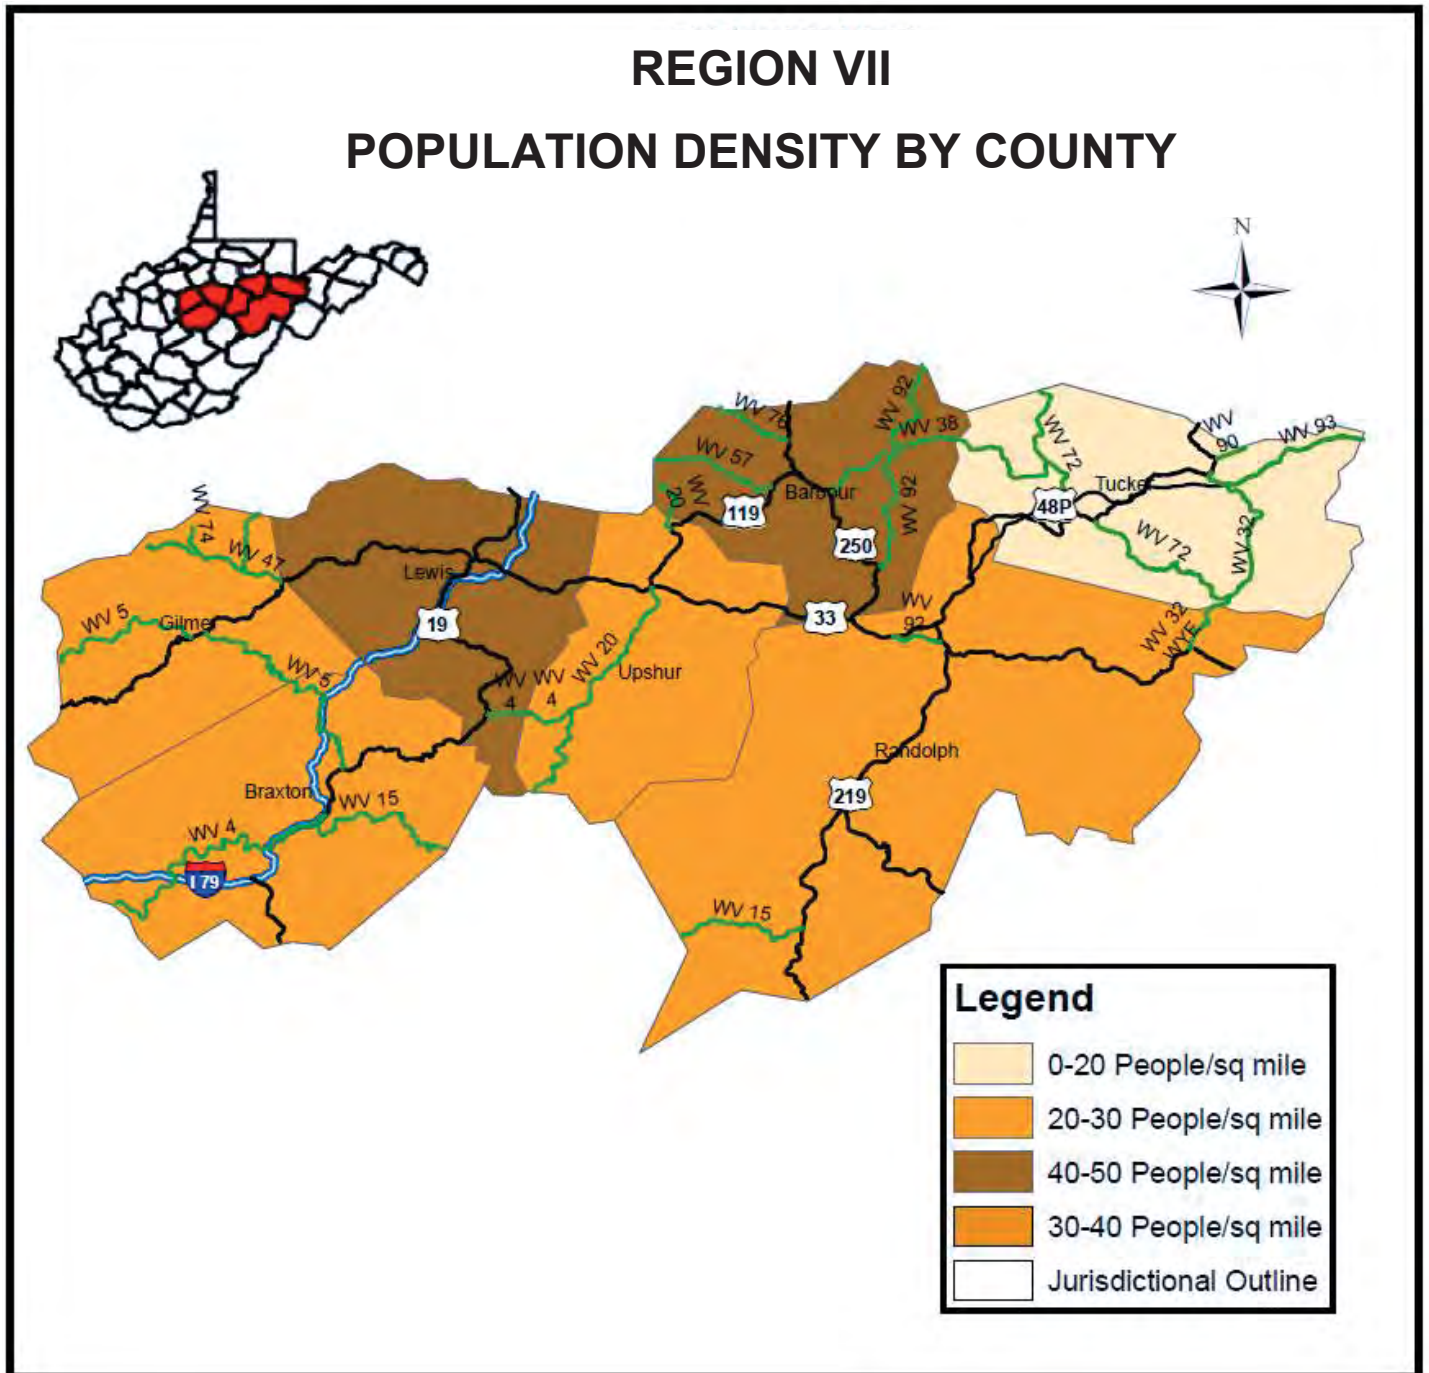 REGION VII
POPULATION DENSITY BY COUNTY
N
WV 92
WV 76
WV 38
WV 57
WV 72
WV 90
WV 93
WV 20
Barbour
119
WV 92
250
48P
Tucker
WV 72
WV 32
WV 74
WV 47
Lewis
19
33
WV 92
WV 32
WYE
WV 5
Gilmer
WV 5
WV 4
WV 4
WV 20
Upshur
Randolph
219
Braxton
WV 15
WV 4
I 79
WV 15
Legend
0-20 People/sq mile
20-30 People/sq mile
40-50 People/sq mile
30-40 People/sq mile
Jurisdictional Outline